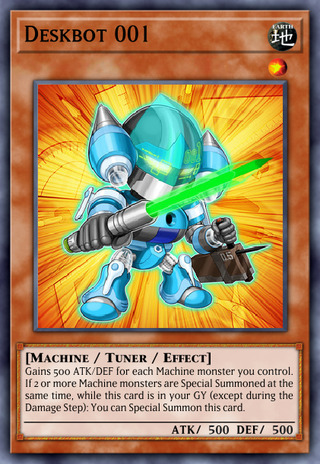 Deskbot 001
EARTH
地
[Machine / Tuner / Effect]
Gains 500 ATK/DEF for each Machine monster you control.
If 2 or more Machine monsters are Special Summoned at the
same time, while this card is in your GY (except during the
Damage Step): You can Special Summon this card.
ATK/ 500 DEF/ 500